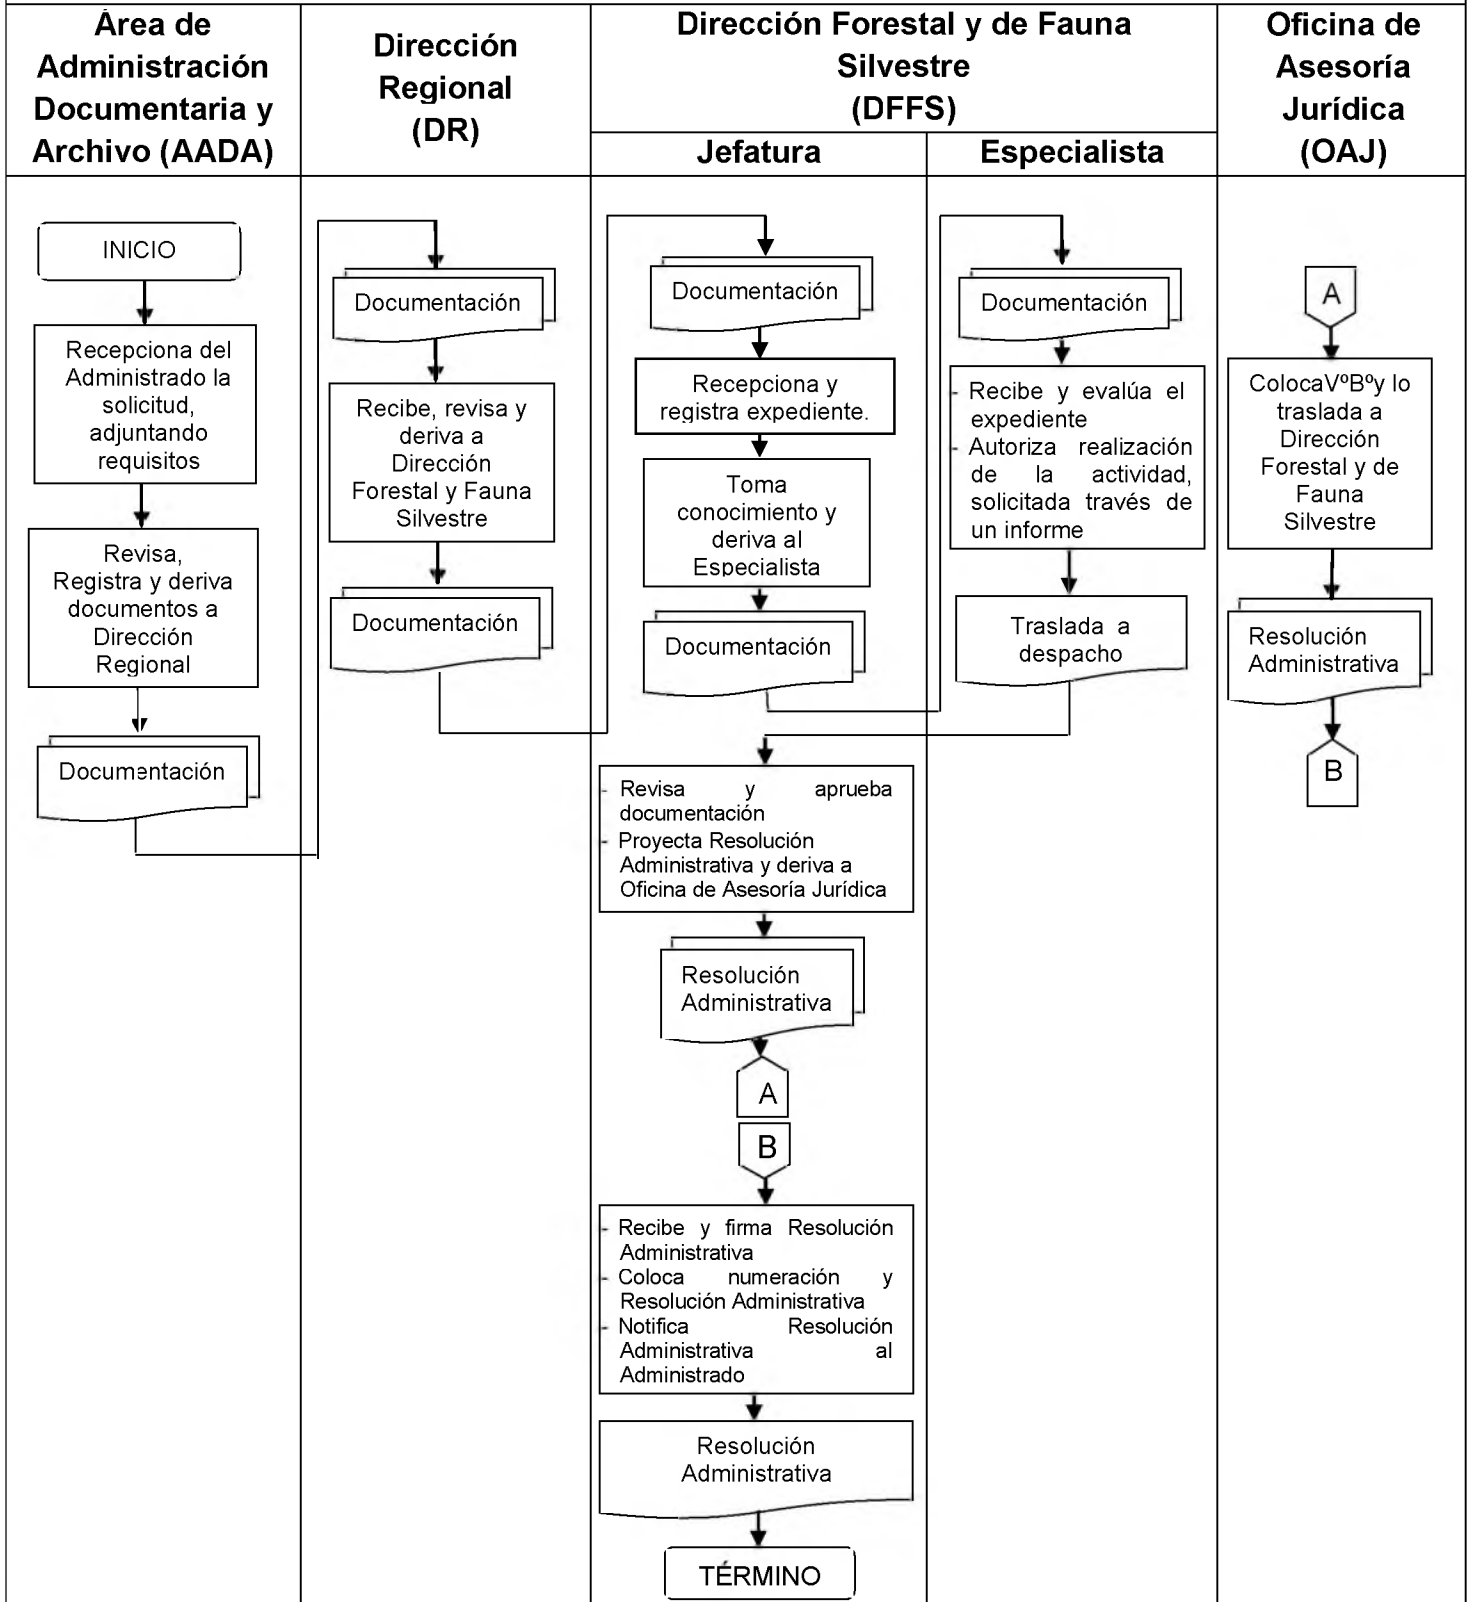 Área de
Administración
Documentaria y
Archivo (AADA)
Dirección
Regional
(DR)
Dirección Forestal y de Fauna
Silvestre
(DFFS)
Jefatura
Especialista
Oficina de
Asesoría
Jurídica
(OAJ)
INICIO
Recepciona del
Administrado la
solicitud,
adjuntando
requisitos
Revisa,
Registra y deriva
documentos a
Dirección
Regional
Documentación
Documentación
Recibe, revisa y
deriva a
Dirección
Forestal y Fauna
Silvestre
Documentación
Documentación
Recepciona y
registra expediente.
Toma
conocimiento y
deriva al
Especialista
Documentación
Documentación
- Recibe y evalúa el
expediente
- Autoriza realización
de la actividad,
solicitada través de
un informe
Traslada a
despacho
- Revisa y aprueba
documentación
- Proyecta Resolución
Administrativa y deriva a
Oficina de Asesoría Jurídica
Resolución
Administrativa
A
A
ColocaVºBºy lo
traslada a
Dirección
Forestal y de
Fauna
Silvestre
Resolución
Administrativa
B
B
- Recibe y firma Resolución
Administrativa
- Coloca numeración y
Resolución Administrativa
- Notifica Resolución
Administrativa al
Administrado
Resolución
Administrativa
TÉRMINO